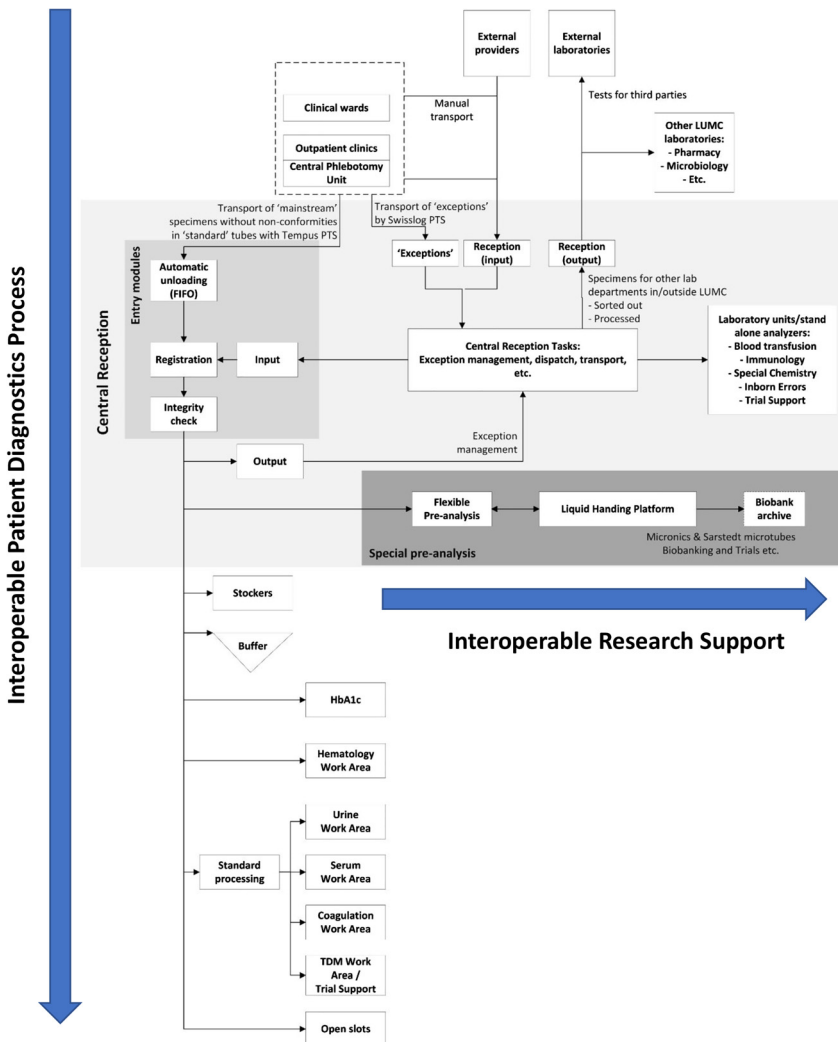 External
providers
External
laboratories
Clinical wards
Manual
transport
Tests for third parties
Outpatient clinics
Central Phlebotomy
Unit
Other LUMC
laboratories:
- Pharmacy
- Microbiology
- Etc.
Transport of 'mainstream'
specimens without non-conformities
in 'standard' tubes with Tempus PTS
Transport of 'exceptions'
by Swisslog PTS
Entry modules
Automatic
unloading
(FIFO)
'Exceptions'
Reception
(input)
Reception
(output)
Specimens for other lab
departments in/outside LUMC
- Sorted out
- Processed
Central Reception
Registration
Input
Central Reception Tasks:
Exception management, dispatch, transport,
etc.
Laboratory units/stand
alone analyzers:
- Blood transfusion
- Immunology
- Special Chemistry
- Inborn Errors
- Trial Support
Integrity
check
Output
Exception
management
Flexible
Pre-analysis
Liquid Handing Platform
Biobank
archive
Micronics & Sarstedt microtubes
Biobanking and Trials etc.
Special pre-analysis
Interoperable Patient Diagnostics Process
Stockers
Interoperable Research Support
Buffer
HbA1c
Hematology
Work Area
Urine
Work Area
Standard
processing
Serum
Work Area
Coagulation
Work Area
TDM Work
Area /
Trial Support
Open slots